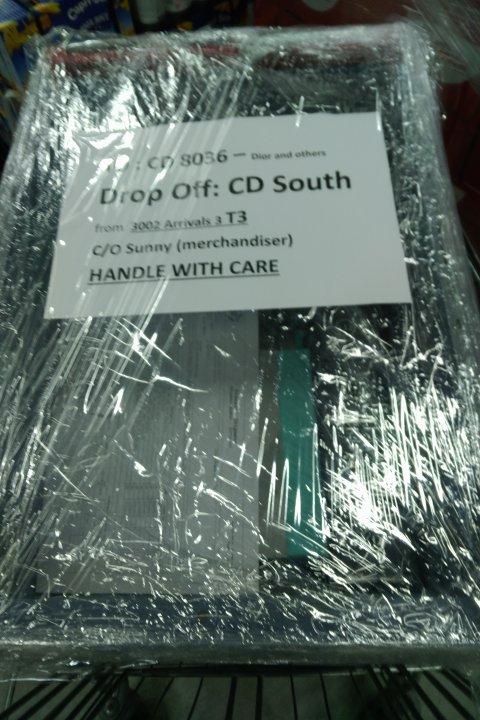 : CD 8036 – Dior and others
Drop Off: CD South
from 3002 Arrivals 3 T3
C/O Sunny (merchandiser)
HANDLE WITH CARE